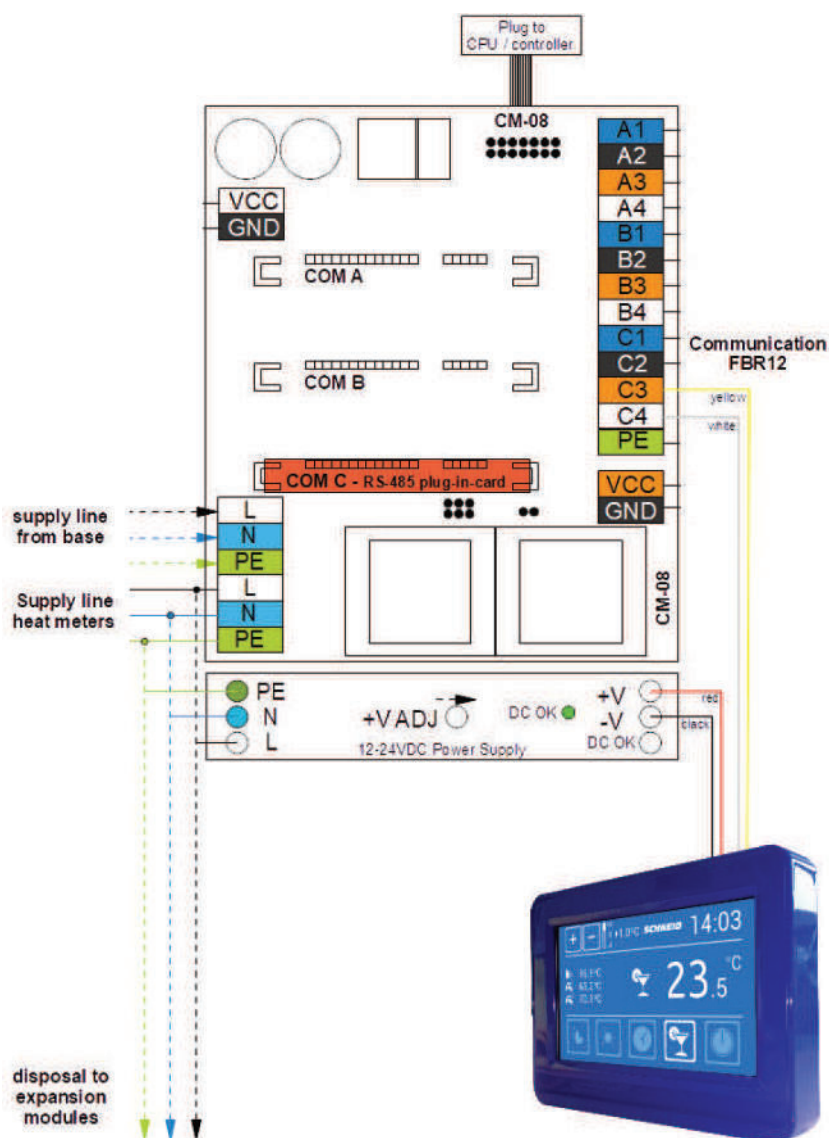 Plug to
CPU / controller
CM-08
A1
A2
A3
A4
B1
B2
B3
B4
C1
C2
C3
C4
PE
VCC
GND
VCC
GND
COM A
COM B
COM C - RS-485 plug-in-card
Communication
FBR12
yellow
white
supply line
from base
L
N
PE
Supply line
heat meters
L
N
PE
CM-08
PE
N
L
+V ADJ
DC OK
12-24VDC Power Supply
+V
-V
DC OK
red
black
+ -
SCHMID 14:03
23.5 °C
disposal to
expansion
modules